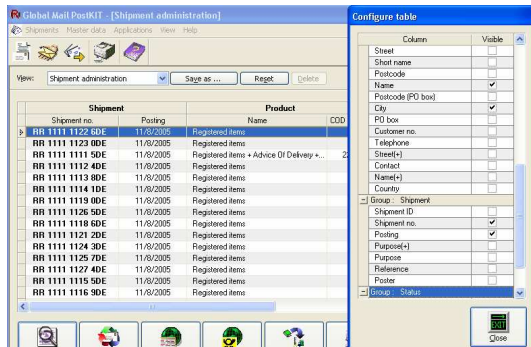 Global Mail PostKIT - [Shipment administration]
Shipments Master data Applications View Help
View: Shipment administration Save as ... Reset Delete
Shipment Product
Shipment no. Posting Name COD
RR 1111 1122 6DE 11/8/2005 Registered items
RR 1111 1123 0DE 11/8/2005 Registered items
RR 1111 1111 5DE 11/8/2005 Registered items + Advice Of Delivery +...
RR 1111 1112 4DE 11/8/2005 Registered items
RR 1111 1113 8DE 11/8/2005 Registered items
RR 1111 1114 1DE 11/8/2005 Registered items
RR 1111 1119 0DE 11/8/2005 Registered items
RR 1111 1126 5DE 11/8/2005 Registered items
RR 1111 1118 6DE 11/8/2005 Registered items
RR 1111 1121 2DE 11/8/2005 Registered items
RR 1111 1124 3DE 11/8/2005 Registered items
RR 1111 1125 7DE 11/8/2005 Registered items
RR 1111 1127 4DE 11/8/2005 Registered items
RR 1111 1115 5DE 11/8/2005 Registered items
RR 1111 1116 9DE 11/8/2005 Registered items
Configure table
Column Visible
Street
Short name
Postcode
Name
Postcode (PO box)
City
PO box
Customer no.
Telephone
Street(+)
Contact
Name(+)
Country
Group : Shipment
Shipment ID
Shipment no.
Posting
Purpose(+)
Purpose
Reference
Poster
Group : Status
EXIT
Close